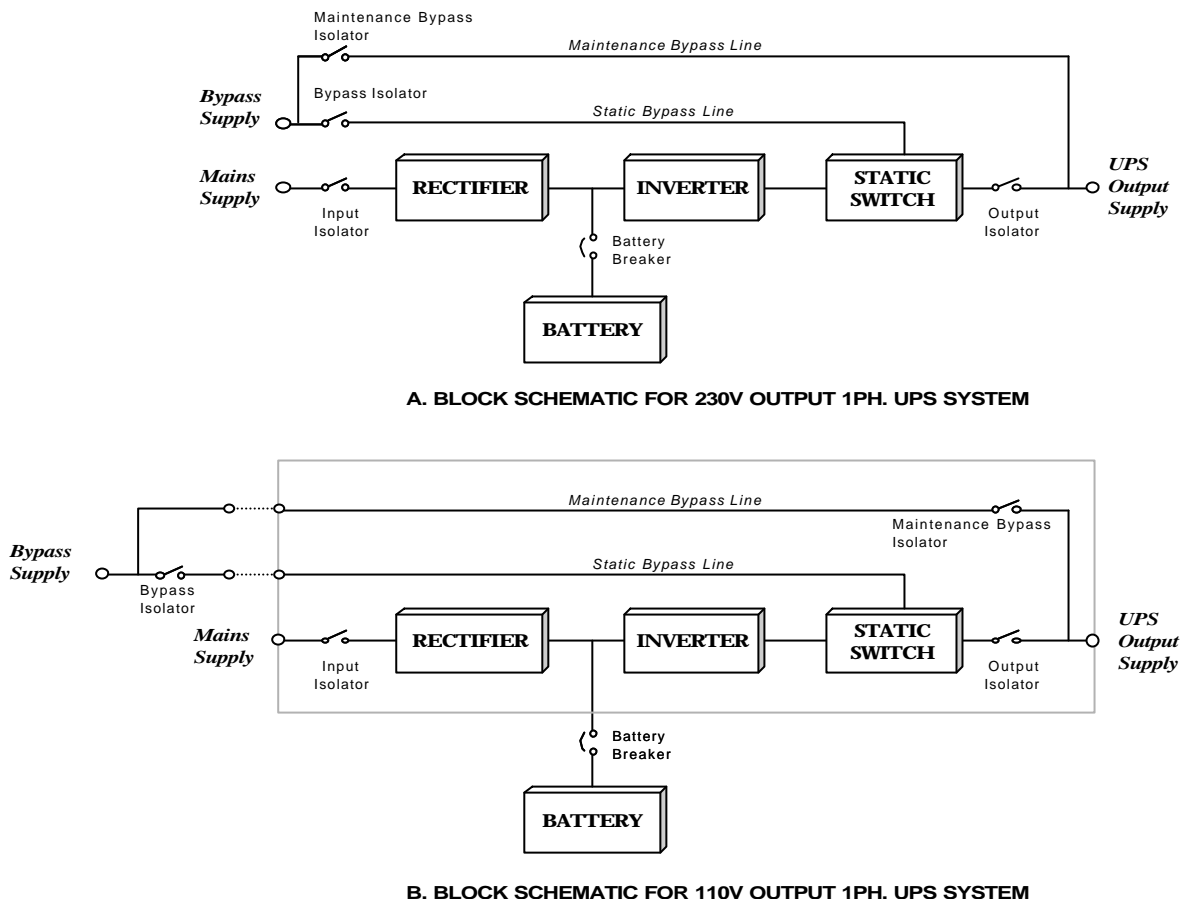 Maintenance Bypass
Isolator
Maintenance Bypass Line
Bypass
Supply
Bypass Isolator
Static Bypass Line
Mains
Supply
Input
Isolator
RECTIFIER
INVERTER
STATIC
SWITCH
Output
Isolator
UPS
Output
Supply
Battery
Breaker
BATTERY
A. BLOCK SCHEMATIC FOR 230V OUTPUT 1PH. UPS SYSTEM
Maintenance Bypass Line
Maintenance Bypass
Isolator
Bypass
Supply
Bypass
Isolator
Static Bypass Line
Mains
Supply
Input
Isolator
RECTIFIER
INVERTER
STATIC
SWITCH
Output
Isolator
UPS
Output
Supply
Battery
Breaker
BATTERY
B. BLOCK SCHEMATIC FOR 110V OUTPUT 1PH. UPS SYSTEM